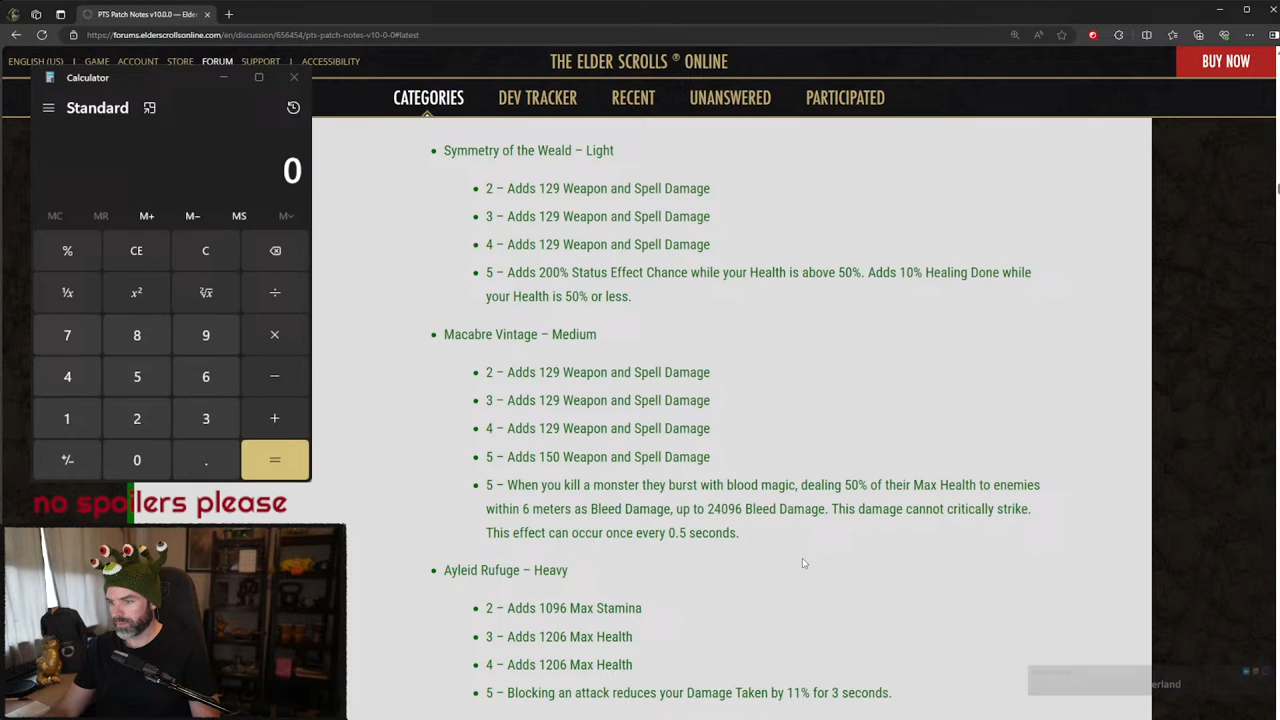 PTS Patch Notes v10.0.0 — Elder
https://forums.elderscrollsonline.com/en/discussion/656454/pts-patch-notes-v10-0-0#latest
ENGLISH (US) | GAME ACCOUNT STORE FORUM SUPPORT | ACCESSIBILITY
THE ELDER SCROLLS ® ONLINE
BUY NOW
CATEGORIES DEV TRACKER RECENT UNANSWERED PARTICIPATED
Calculator
Standard
0
MC MR M+ M− MS M
% CE C
¹/x x² ²√x ÷
7 8 9 ×
4 5 6 −
1 2 3 +
+/− 0 . =
no spoilers please
• Symmetry of the Weald – Light
• 2 – Adds 129 Weapon and Spell Damage
• 3 – Adds 129 Weapon and Spell Damage
• 4 – Adds 129 Weapon and Spell Damage
• 5 – Adds 200% Status Effect Chance while your Health is above 50%. Adds 10% Healing Done while
your Health is 50% or less.
• Macabre Vintage – Medium
• 2 – Adds 129 Weapon and Spell Damage
• 3 – Adds 129 Weapon and Spell Damage
• 4 – Adds 129 Weapon and Spell Damage
• 5 – Adds 150 Weapon and Spell Damage
• 5 – When you kill a monster they burst with blood magic, dealing 50% of their Max Health to enemies
within 6 meters as Bleed Damage, up to 24096 Bleed Damage. This damage cannot critically strike.
This effect can occur once every 0.5 seconds.
• Ayleid Rufuge – Heavy
• 2 – Adds 1096 Max Stamina
• 3 – Adds 1206 Max Health
• 4 – Adds 1206 Max Health
• 5 – Blocking an attack reduces your Damage Taken by 11% for 3 seconds.